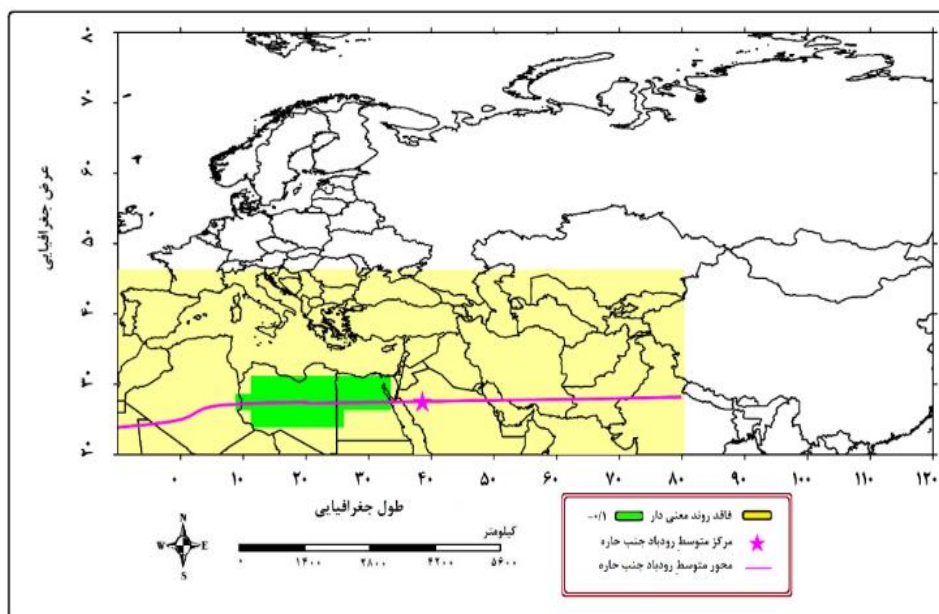 ۸۰
۷۰
۶۰
۵۰
۴۰
۳۰
۲۰
عرض جغرافیایی
۰ ۱۰ ۲۰ ۳۰ ۴۰ ۵۰ ۶۰ ۷۰ ۸۰ ۹۰ ۱۰۰ ۱۱۰ ۱۲۰
طول جغرافیایی
N
W E
S
کیلومتر
۰ ۱۴۰۰ ۲۸۰۰ ۴۲۰۰ ۵۶۰۰
فاقد روند معنی دار -۰/۱
مرکز متوسط رودباد جنب حاره
محور متوسط رودباد جنب حاره